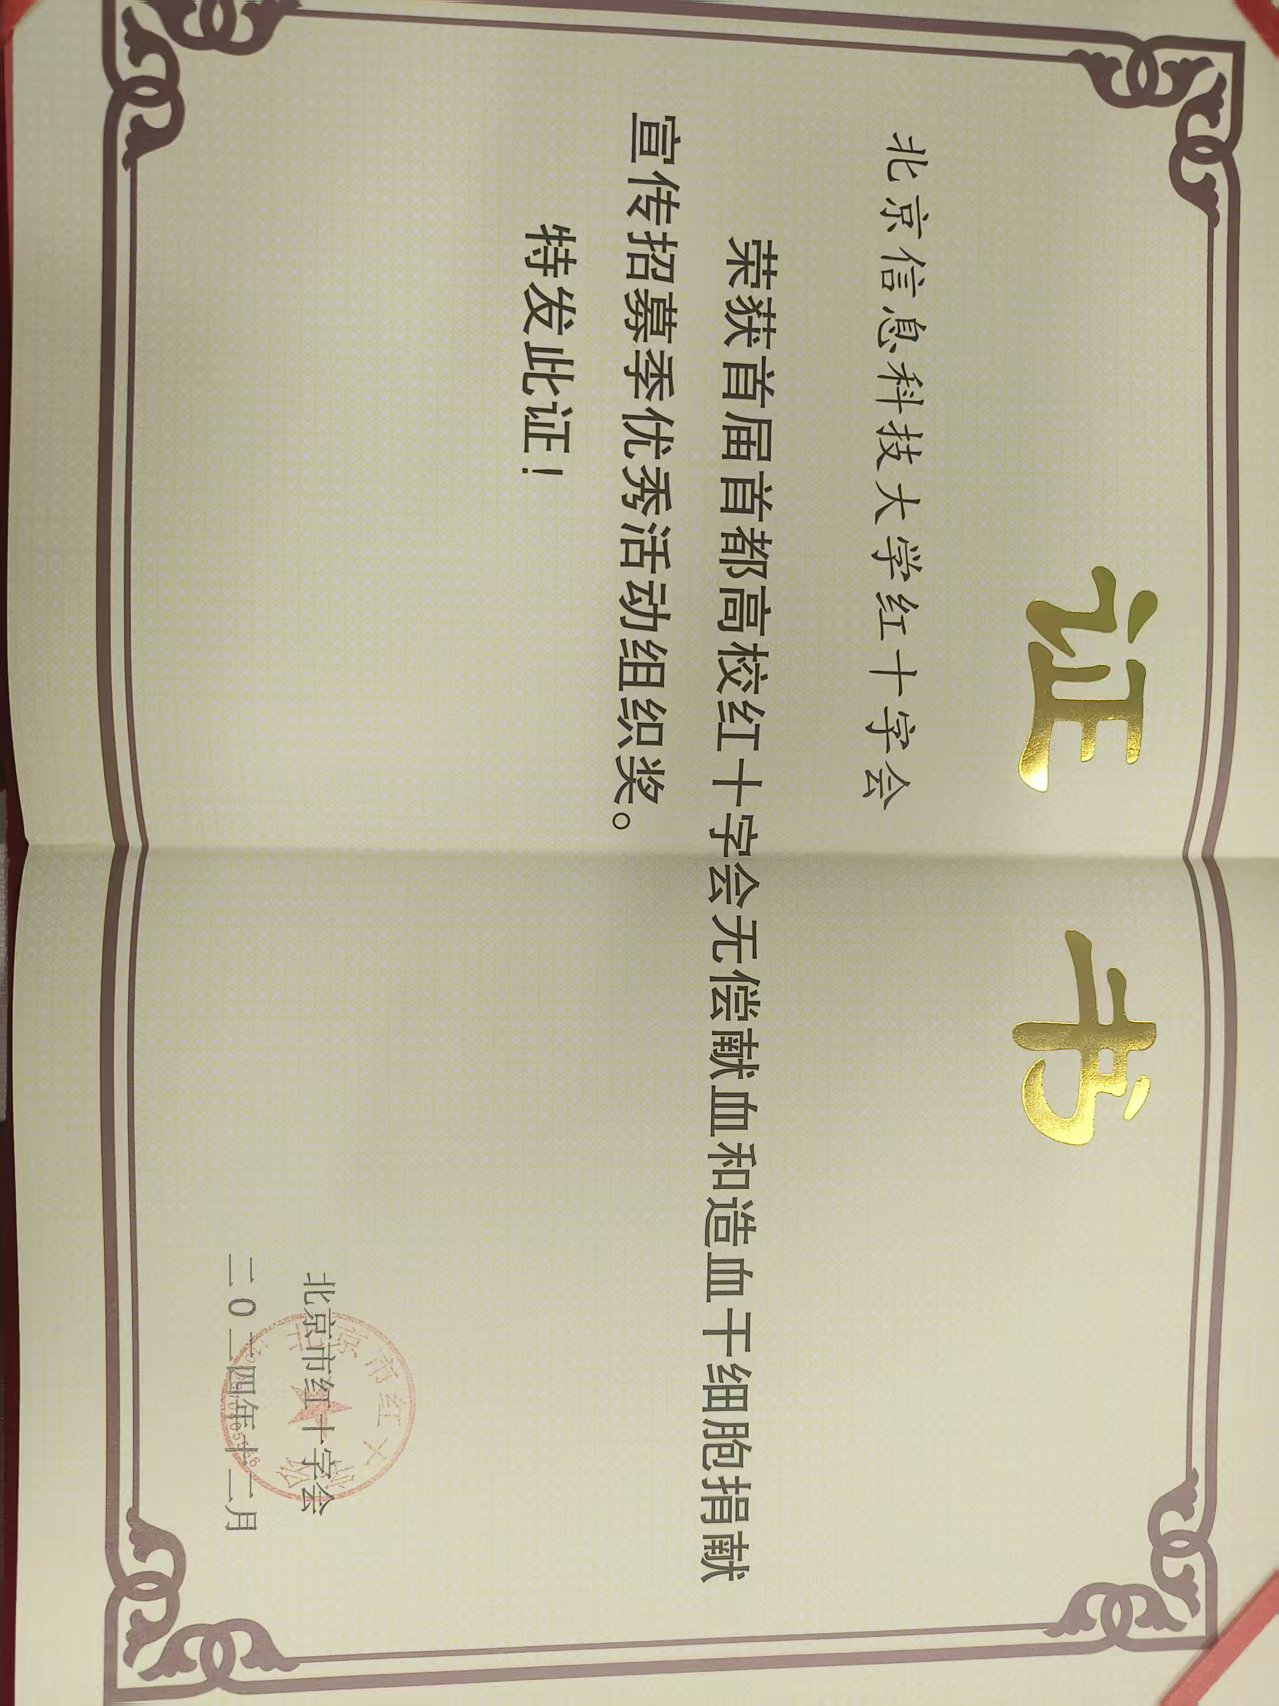 证书
北京信息科技大学红十字会
荣获首届首都高校红十字会无偿献血和造血干细胞捐献
宣传招募季优秀活动组织奖。
特发此证！
北京市红十字会
二0二四年十二月